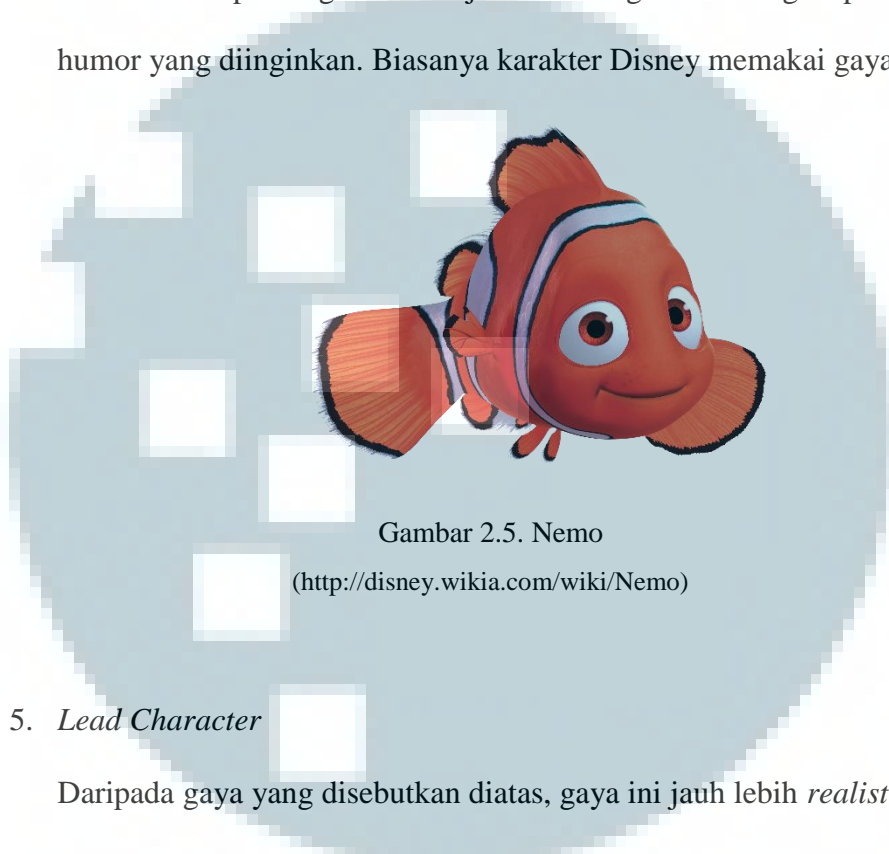 humor yang diinginkan. Biasanya karakter Disney memakai gaya
Gambar 2.5. Nemo
(http://disney.wikia.com/wiki/Nemo)
5. Lead Character
Daripada gaya yang disebutkan diatas, gaya ini jauh lebih realist